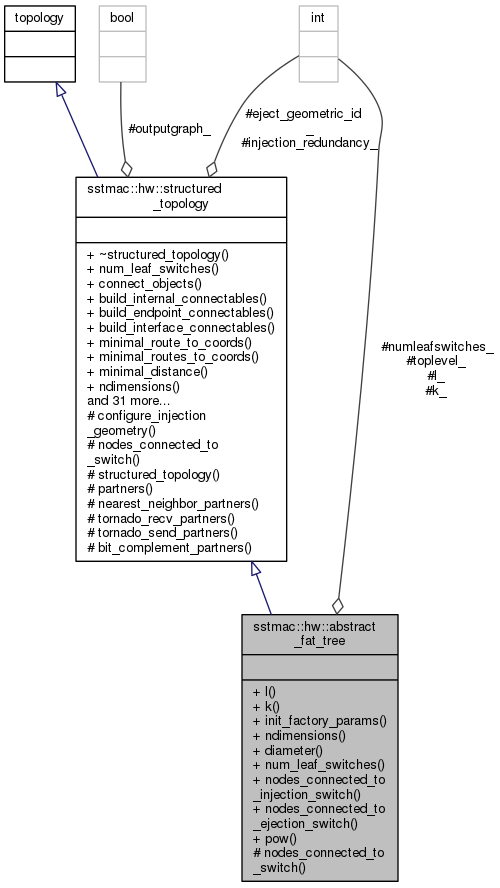 topology
bool
int
#outputgraph_
#eject_geometric_id
_
#injection_redundancy_
sstmac::hw::structured
_topology
+ ~structured_topology()
+ num_leaf_switches()
+ connect_objects()
+ build_internal_connectables()
+ build_endpoint_connectables()
+ build_interface_connectables()
+ minimal_route_to_coords()
+ minimal_routes_to_coords()
+ minimal_distance()
+ ndimensions()
and 31 more...
# configure_injection
_geometry()
# nodes_connected_to
_switch()
# structured_topology()
# partners()
# nearest_neighbor_partners()
# tornado_recv_partners()
# tornado_send_partners()
# bit_complement_partners()
#numleafswitches_
#toplevel_
#l_
#k_
sstmac::hw::abstract
_fat_tree
+ l()
+ k()
+ init_factory_params()
+ ndimensions()
+ diameter()
+ num_leaf_switches()
+ nodes_connected_to
_injection_switch()
+ nodes_connected_to
_ejection_switch()
+ pow()
# nodes_connected_to
_switch()